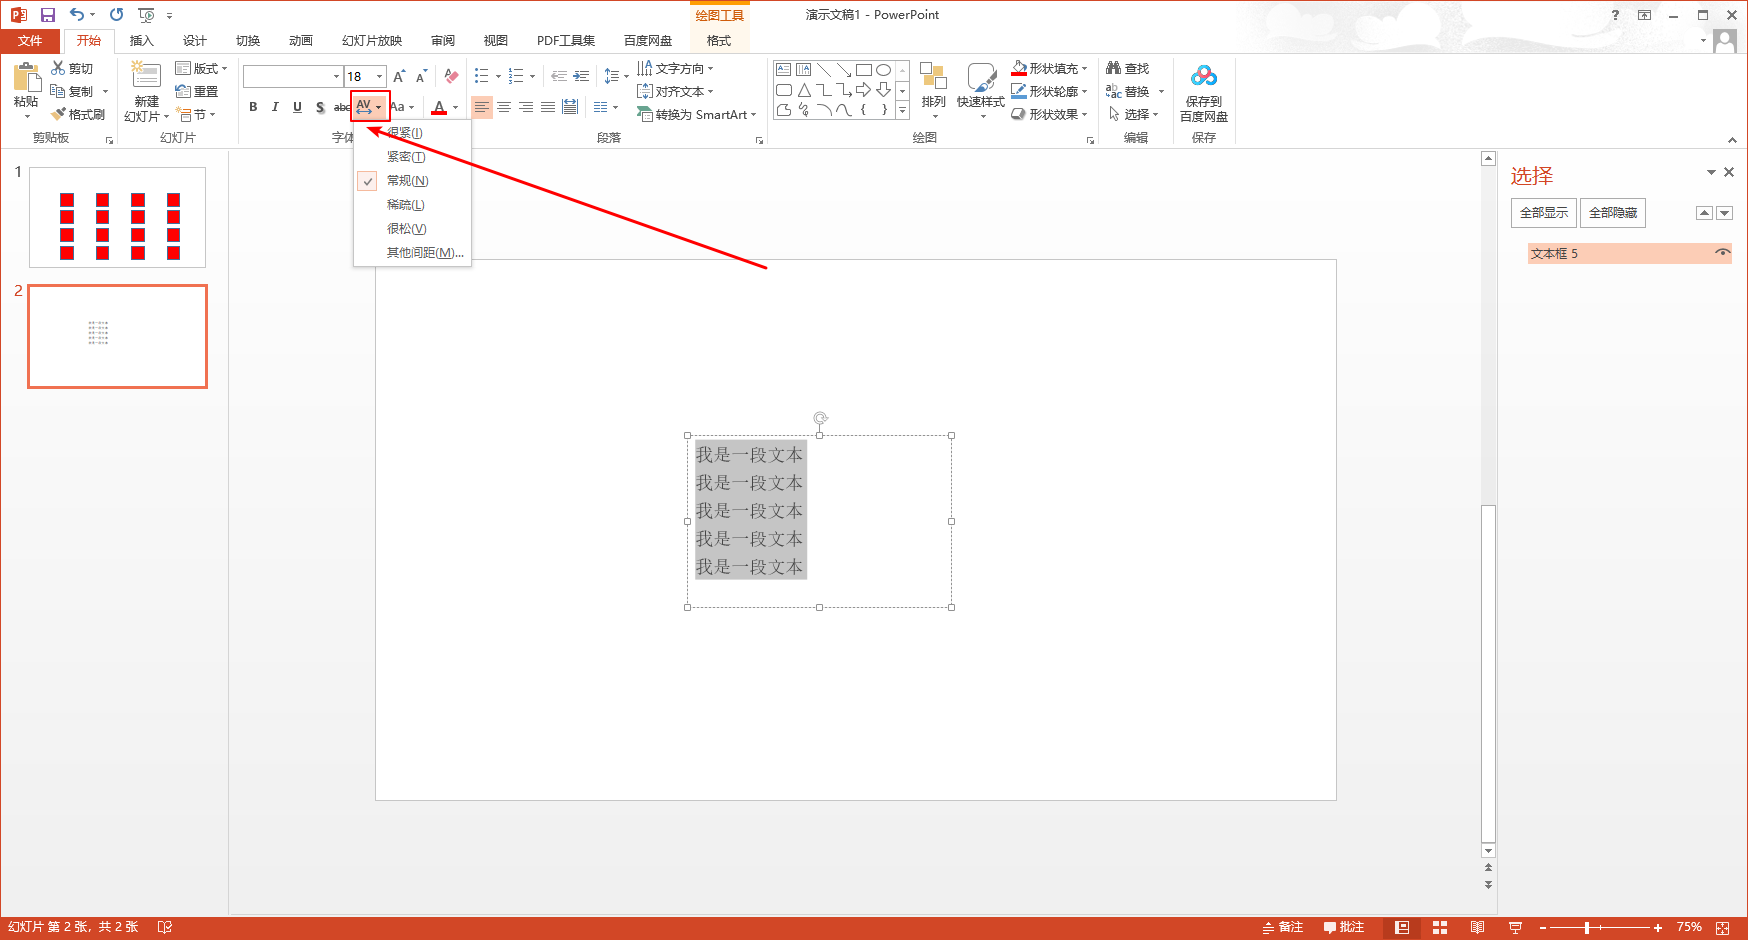 绘图工具
演示文稿1 - PowerPoint
?
文件
开始
插入
设计
切换
动画
幻灯片放映
审阅
视图
PDF工具集
百度网盘
格式
粘贴
剪切
复制
格式刷
剪贴板
新建
幻灯片
版式
重置
节
幻灯片
18
B I U S abc AV Aa A
字体
文字方向
对齐文本
转换为 SmartArt
段落
排列
快速样式
形状填充
形状轮廓
形状效果
绘图
查找
替换
选择
编辑
保存到
百度网盘
保存
很紧(I)
紧密(T)
常规(N)
稀疏(L)
很松(V)
其他间距(M)...
1
2
我是一段文本
我是一段文本
我是一段文本
我是一段文本
我是一段文本
选择
全部显示
全部隐藏
文本框 5
幻灯片 第 2 张，共 2 张
备注
批注
75%